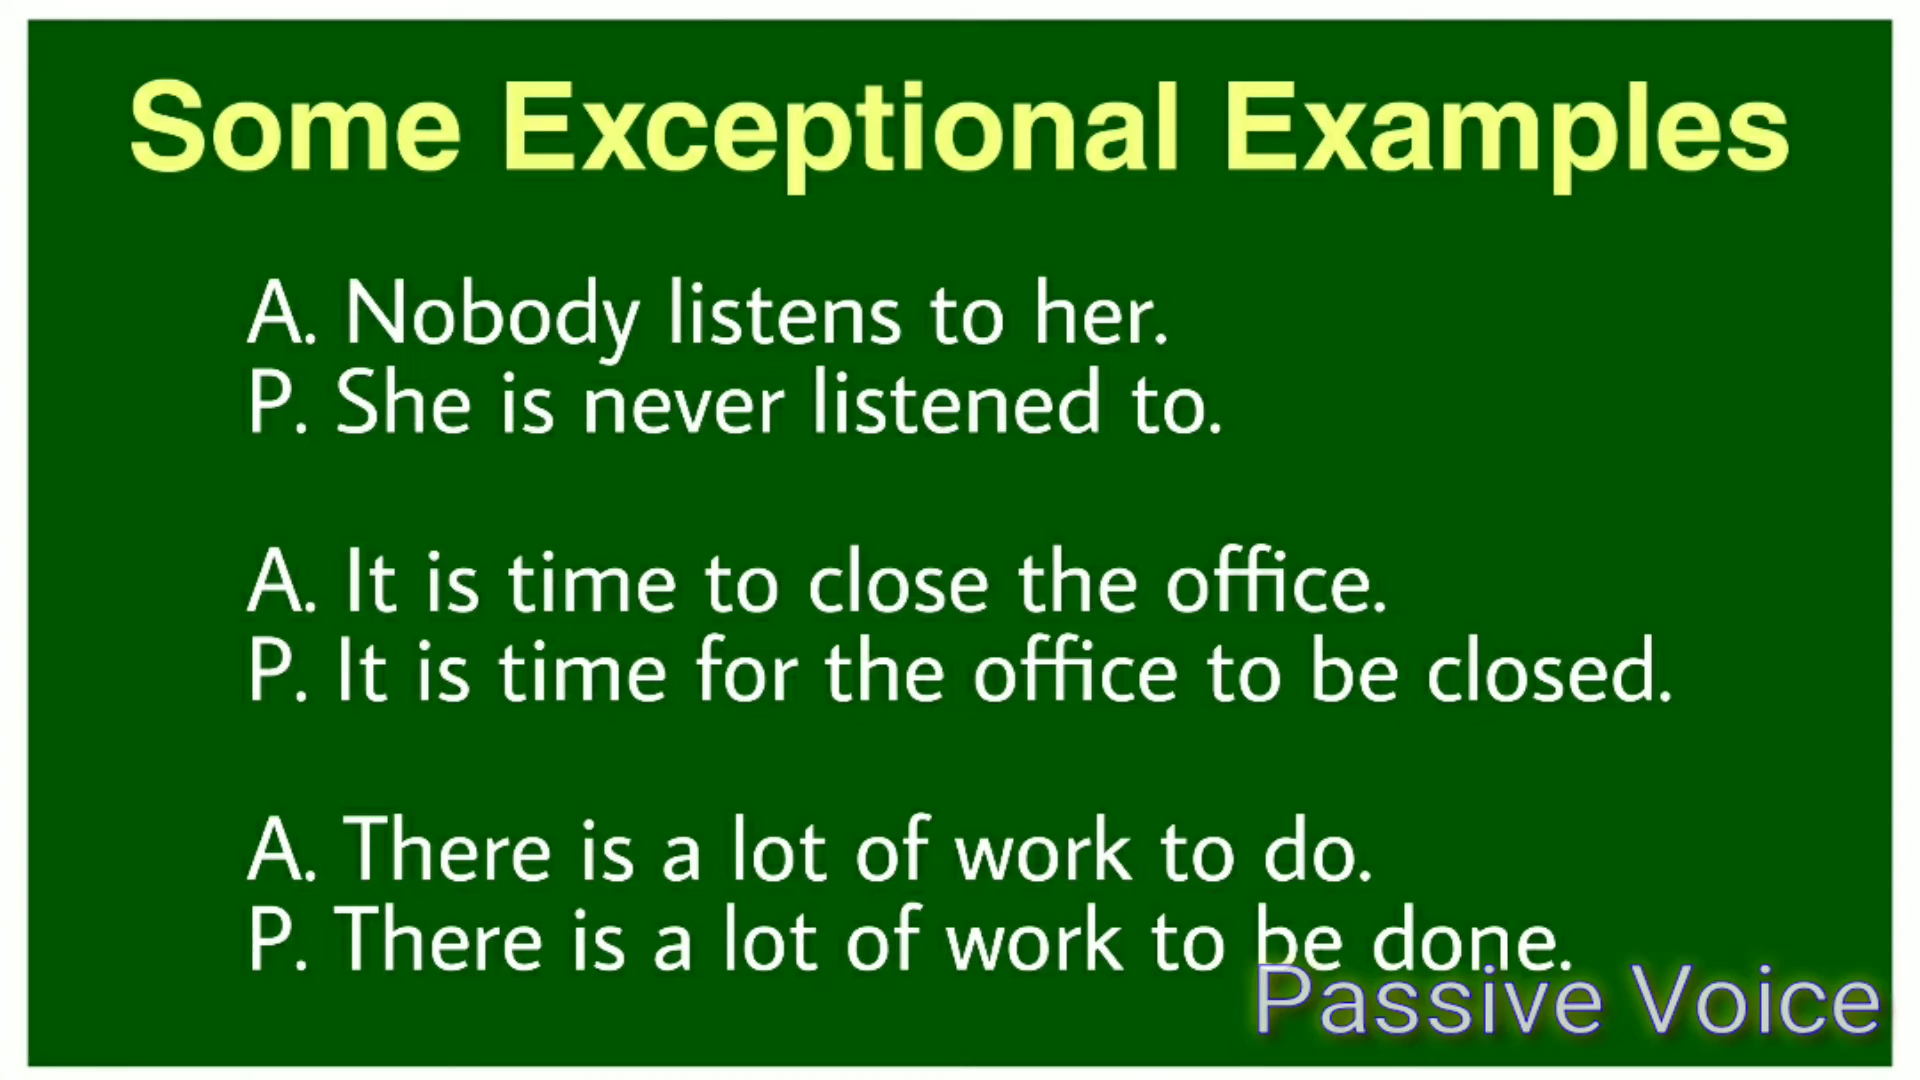 Some Exceptional Examples
A. Nobody listens to her.
P. She is never listened to.
A. It is time to close the office.
P. It is time for the office to be closed.
A. There is a lot of work to do.
P. There is a lot of work to be done.
Passive Voice